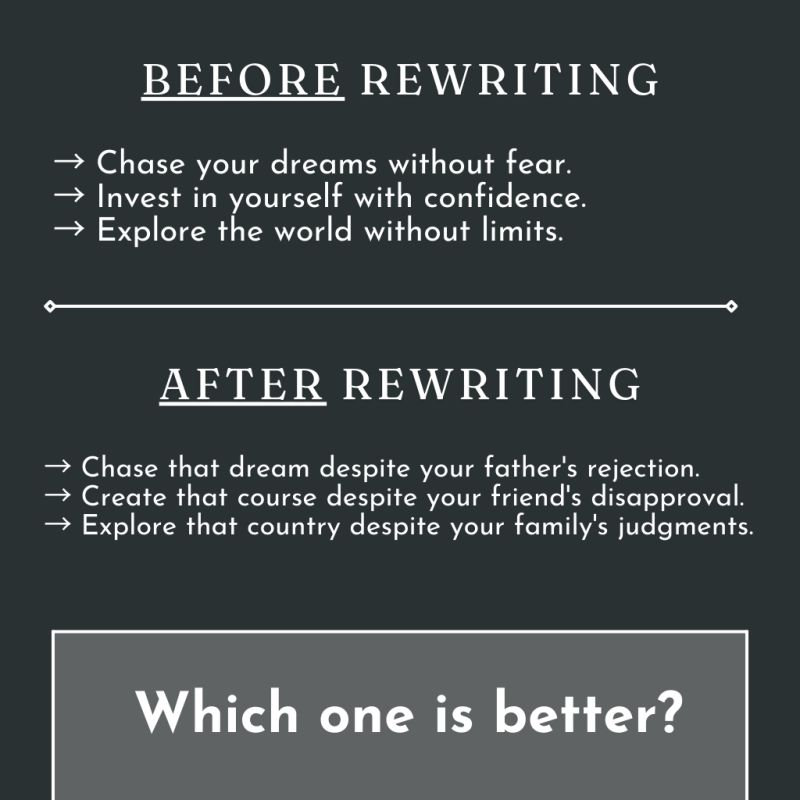 BEFORE REWRITING
→ Chase your dreams without fear.
→ Invest in yourself with confidence.
→ Explore the world without limits.
AFTER REWRITING
→ Chase that dream despite your father's rejection.
→ Create that course despite your friend's disapproval.
→ Explore that country despite your family's judgments.
Which one is better?